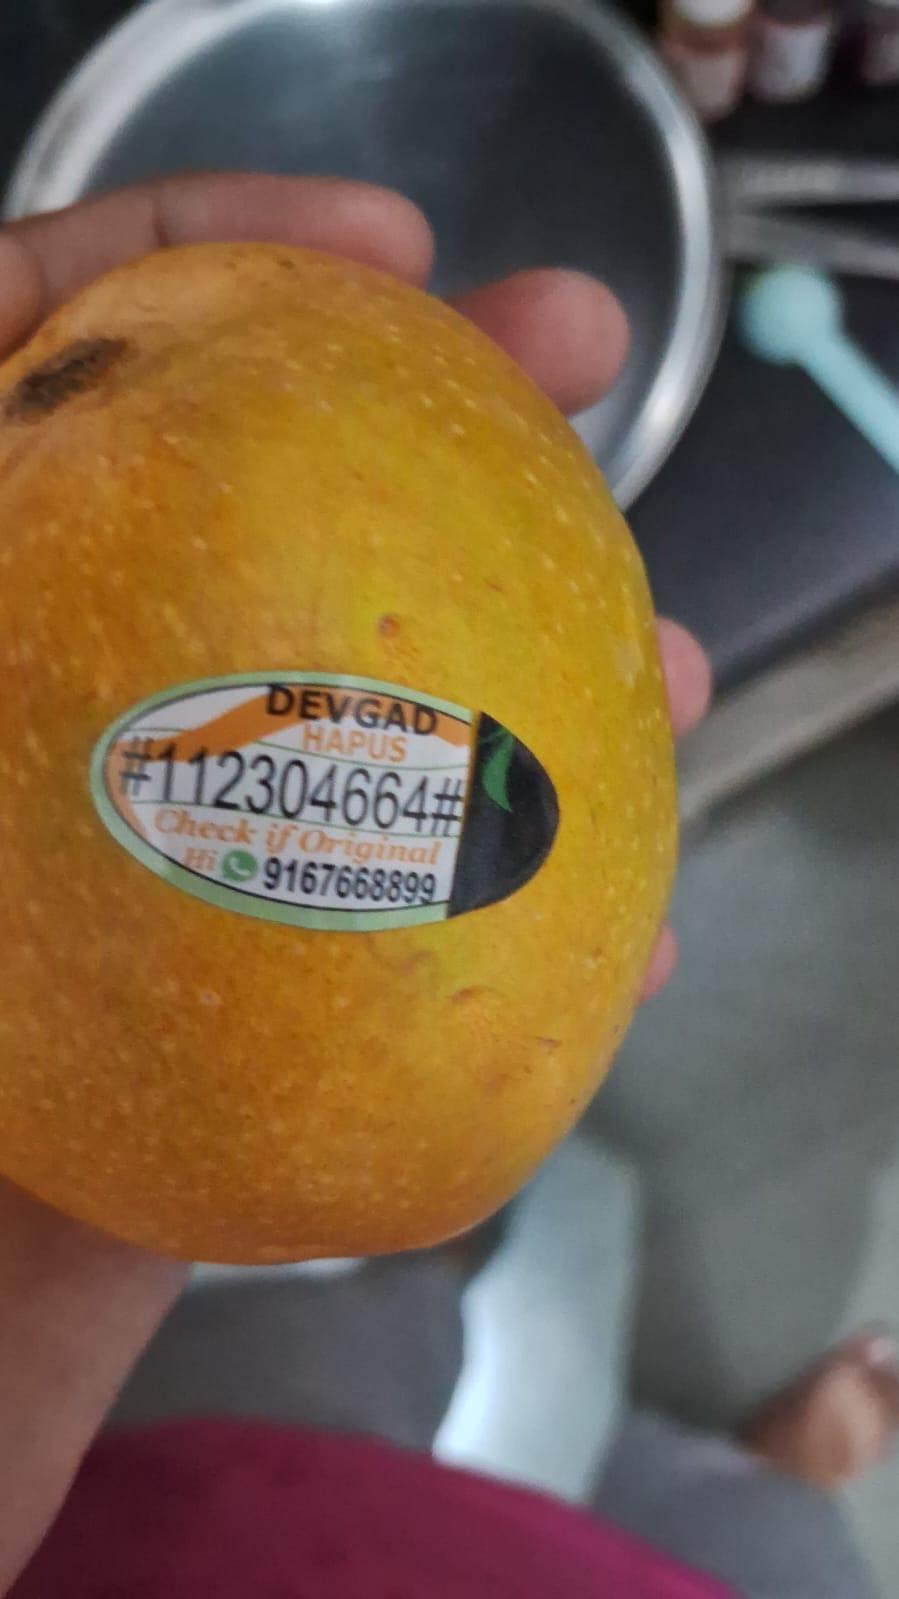 DEVGAD
HAPUS
#112304664#
Check if Original
Hi 9167668899